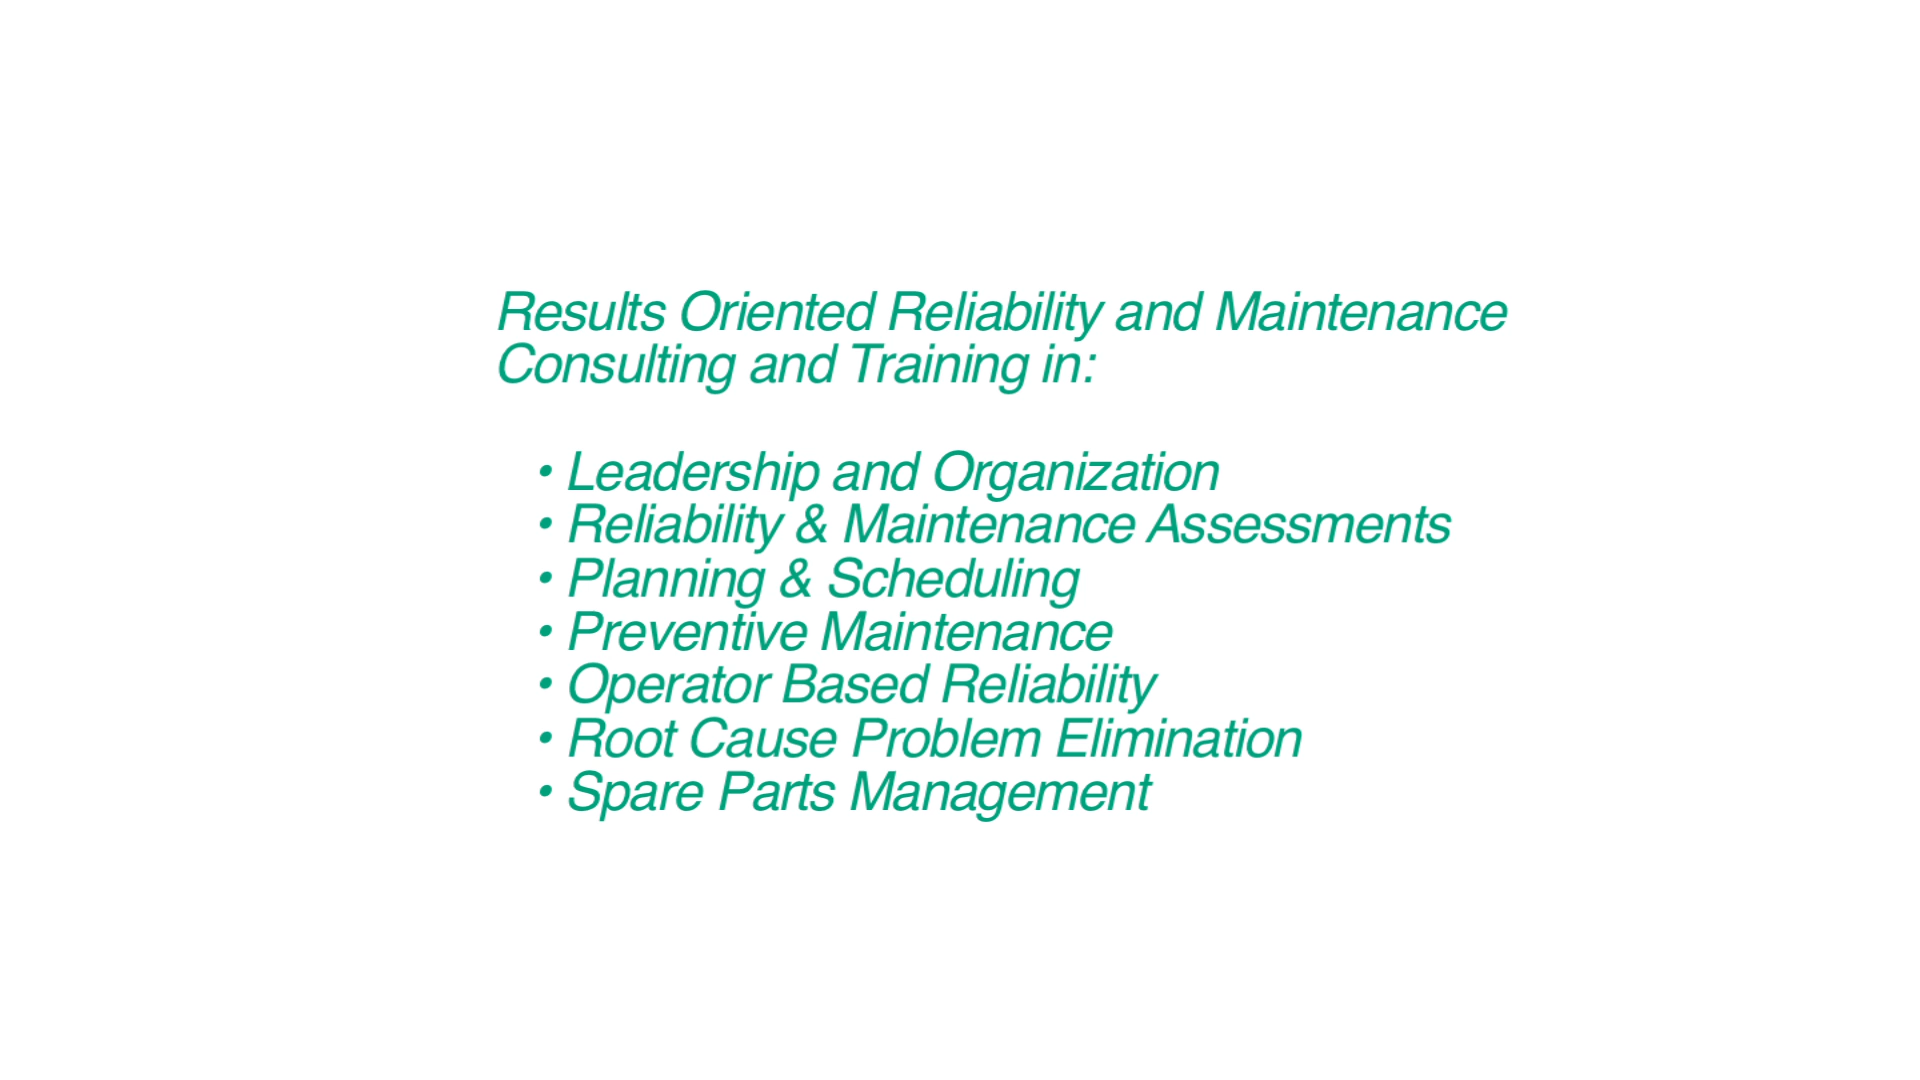 Results Oriented Reliability and Maintenance
Consulting and Training in:
• Leadership and Organization
• Reliability & Maintenance Assessments
• Planning & Scheduling
• Preventive Maintenance
• Operator Based Reliability
• Root Cause Problem Elimination
• Spare Parts Management